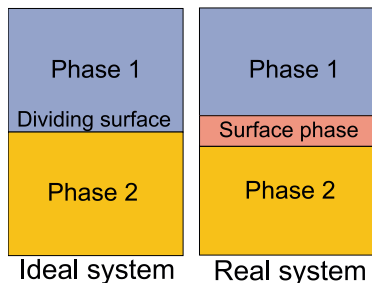 Phase 1
Dividing surface
Phase 2
Ideal system
Phase 1
Surface phase
Phase 2
Real system